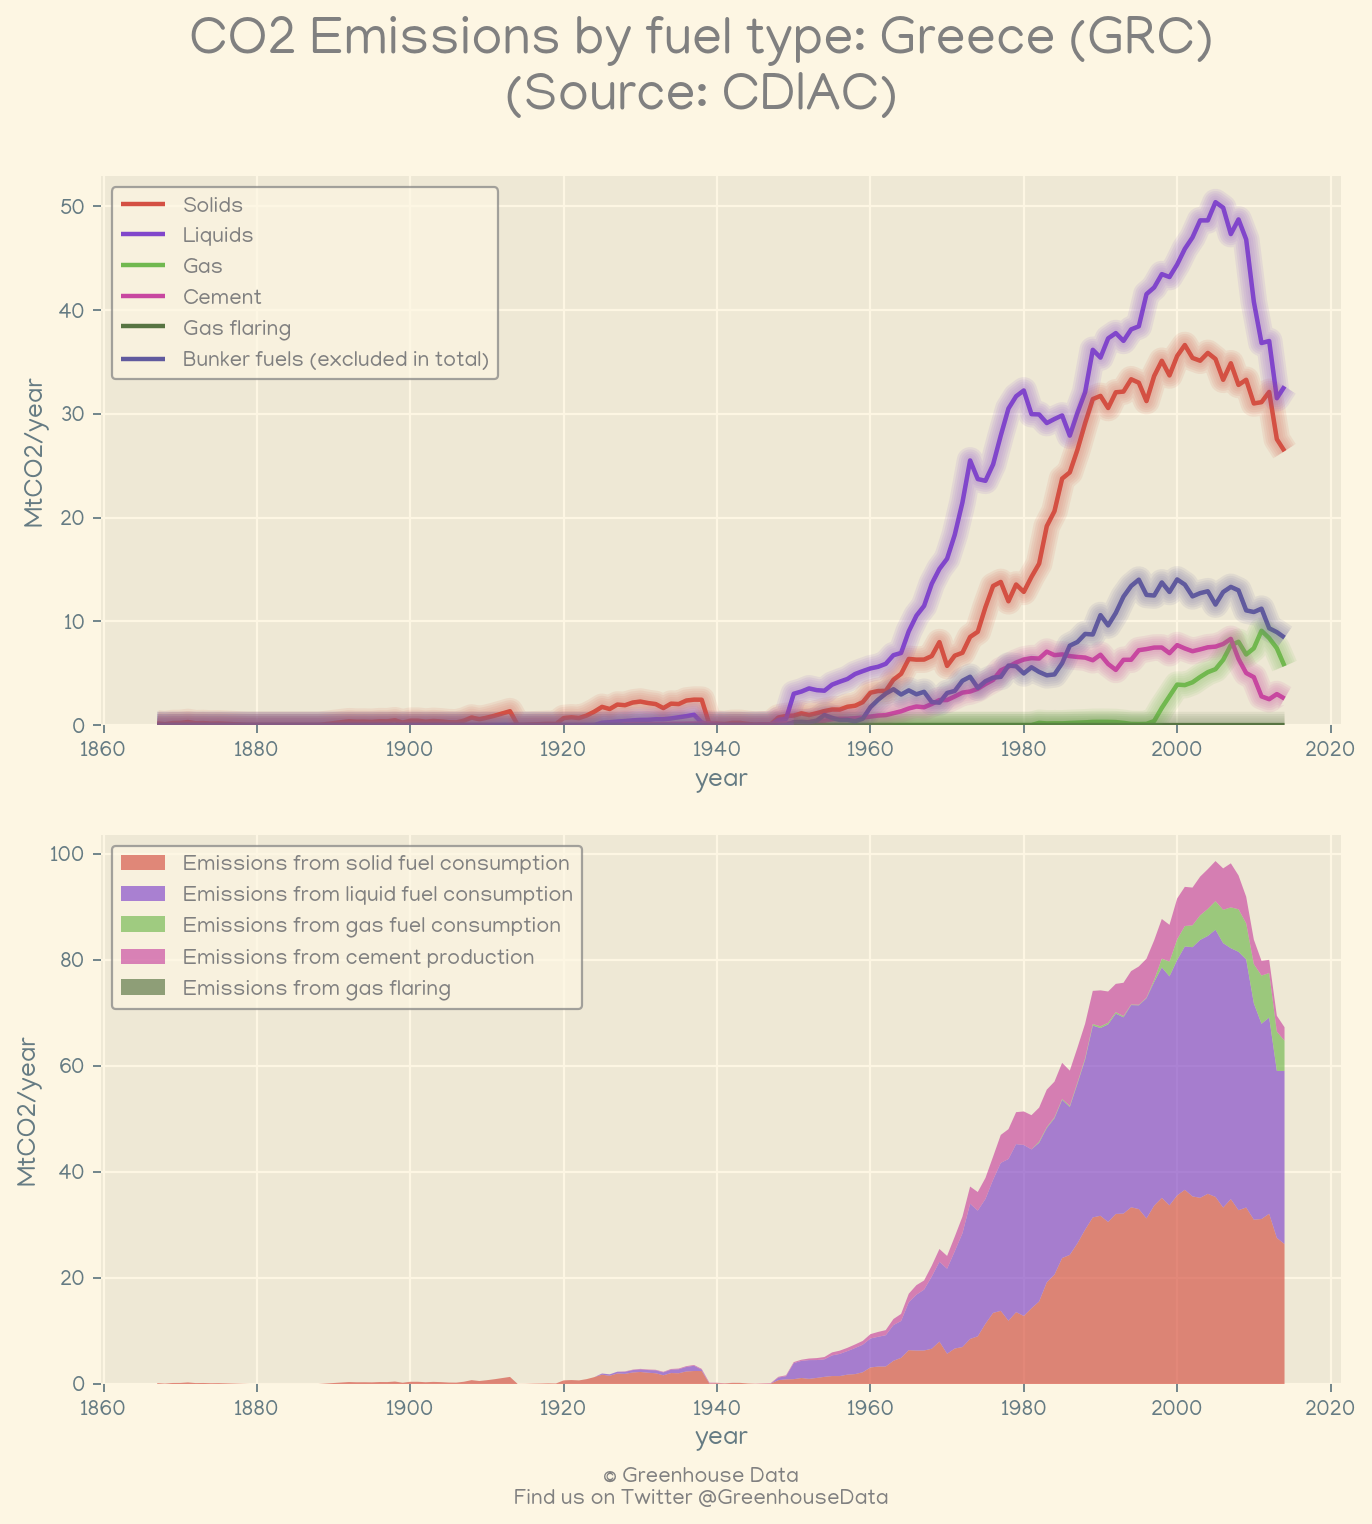 CO2 Emissions by fuel type: Greece (GRC)
(Source: CDIAC)
Solids
Liquids
Gas
Cement
Gas flaring
Bunker fuels (excluded in total)
MtCO2/year
50
40
30
20
10
0
1860 1880 1900 1920 1940 1960 1980 2000 2020
year
Emissions from solid fuel consumption
Emissions from liquid fuel consumption
Emissions from gas fuel consumption
Emissions from cement production
Emissions from gas flaring
MtCO2/year
100
80
60
40
20
0
1860 1880 1900 1920 1940 1960 1980 2000 2020
year
© Greenhouse Data
Find us on Twitter @GreenhouseData